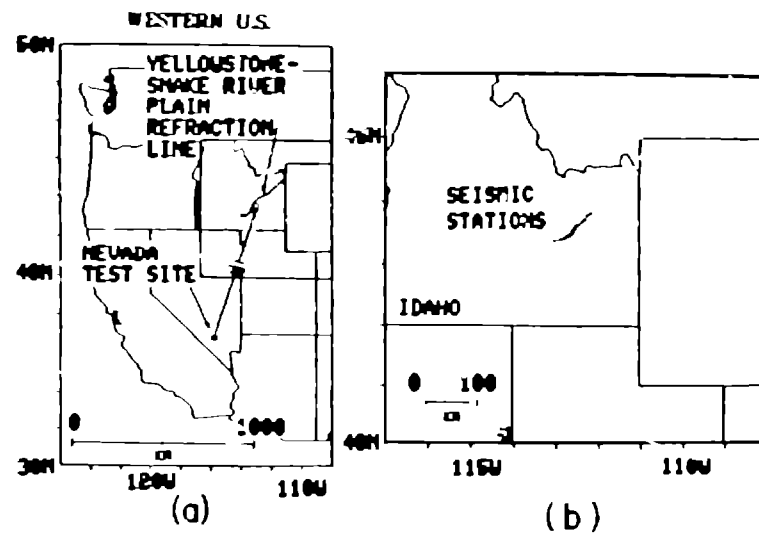 WESTERN U.S.
50N
YELLOWSTONE-
SNAKE RIVER
PLAIN
REFRACTION
LINE
NEVADA
TEST SITE
40N
0
1000
KM
30N
120W
110W
(a)
SEISMIC
STATIONS
IDAHO
0 100
KM
40N
115W
110W
(b)